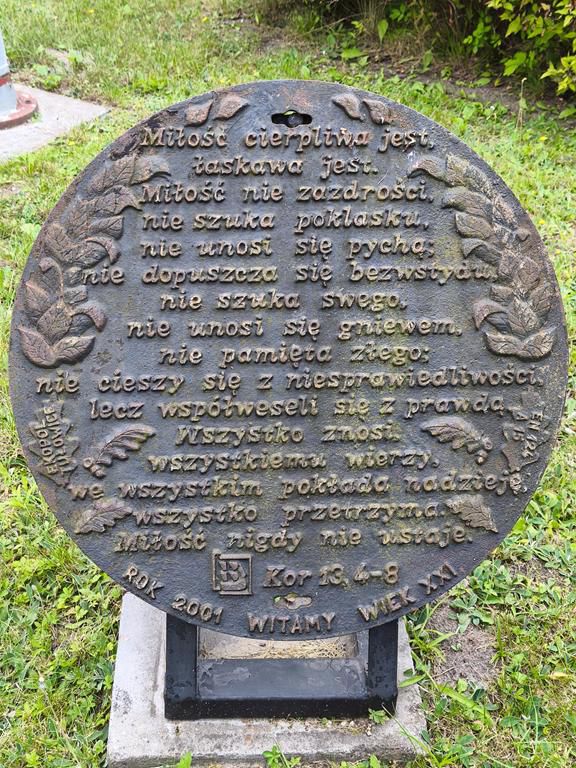 Miłość cierpliwa jest,
łaskawa jest.
Miłość nie zazdrości,
nie szuka poklasku,
nie unosi się pychą;
nie dopuszcza się bezwstydu,
nie szuka swego,
nie unosi się gniewem,
nie pamięta złego;
nie cieszy się z niesprawiedliwości,
lecz współweseli się z prawdą.
Wszystko znosi,
wszystkiemu wierzy,
we wszystkim pokłada nadzieję,
wszystko przetrzyma.
Miłość nigdy nie ustaje.
Kor 13, 4-8
ROK 2001 WITAMY WIEK XXI.
EN 124